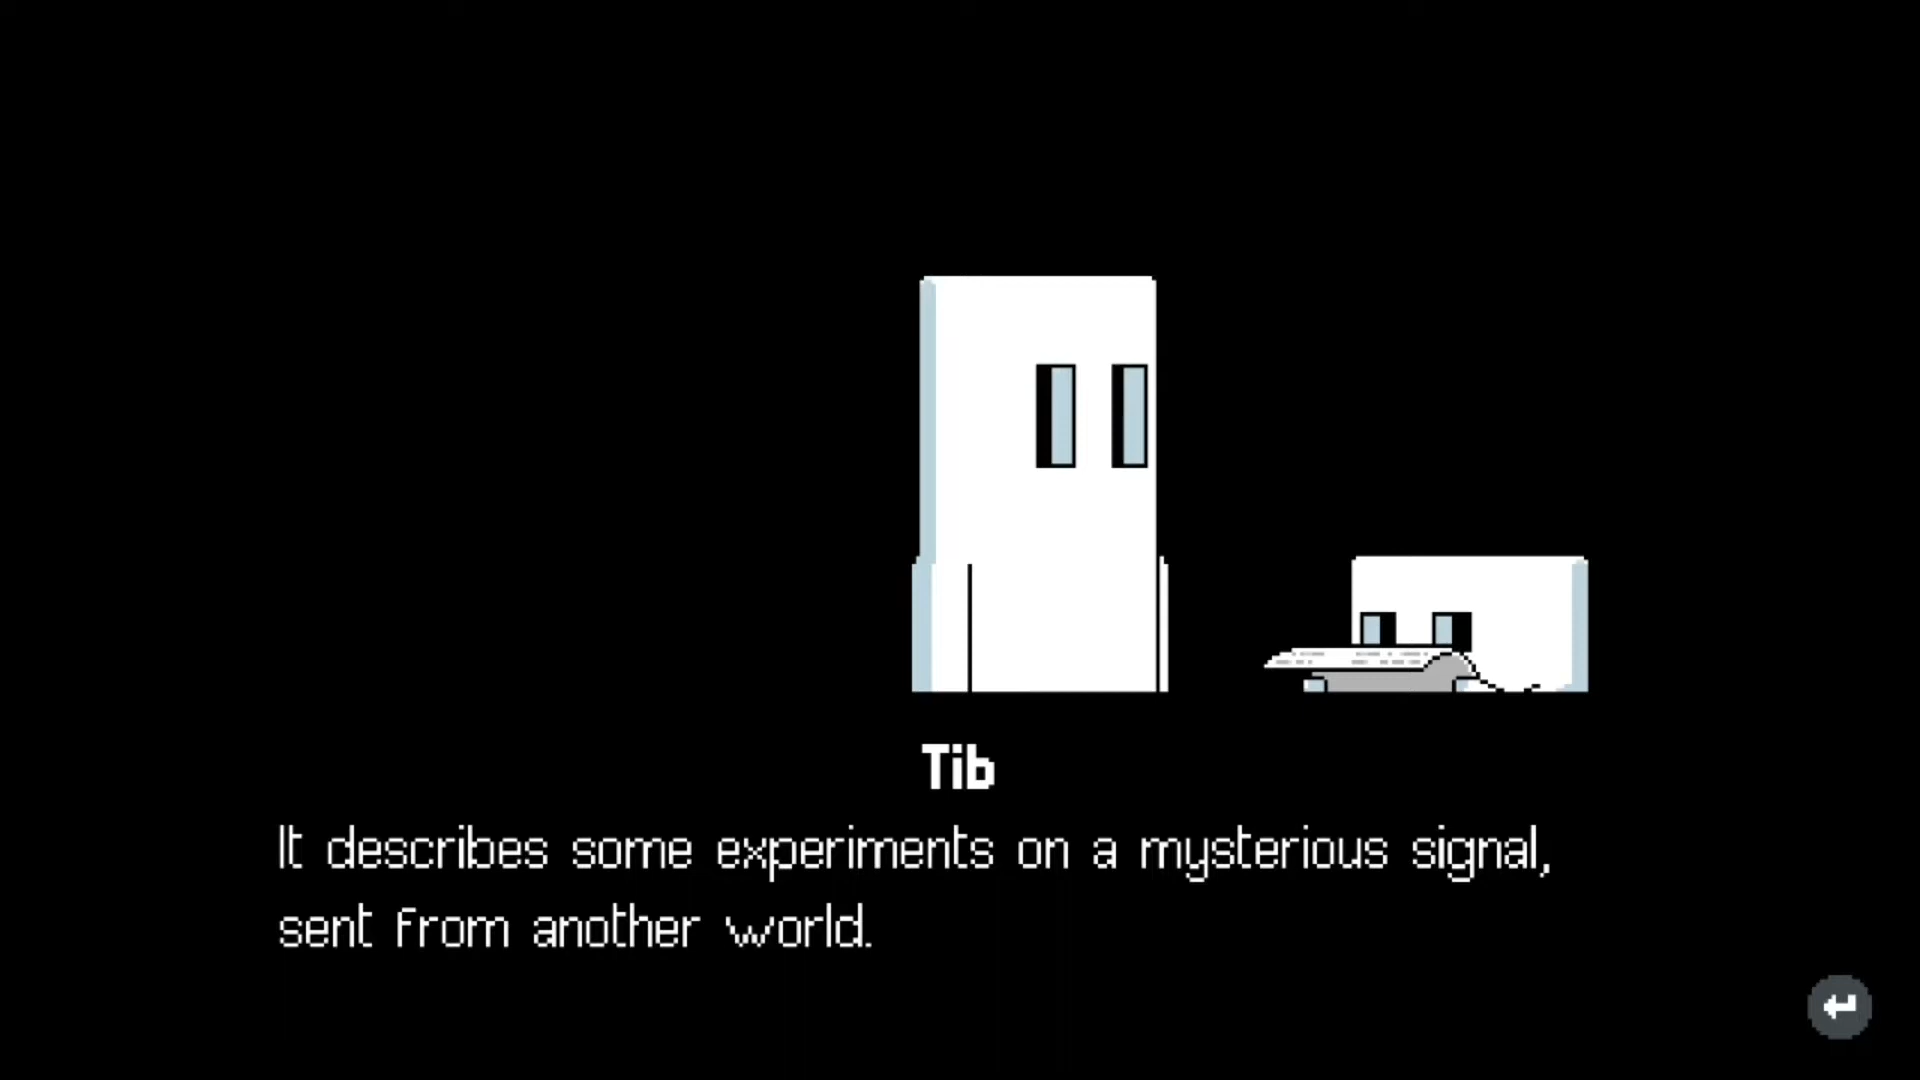 Tib
It describes some experiments on a mysterious signal,
sent from another world.